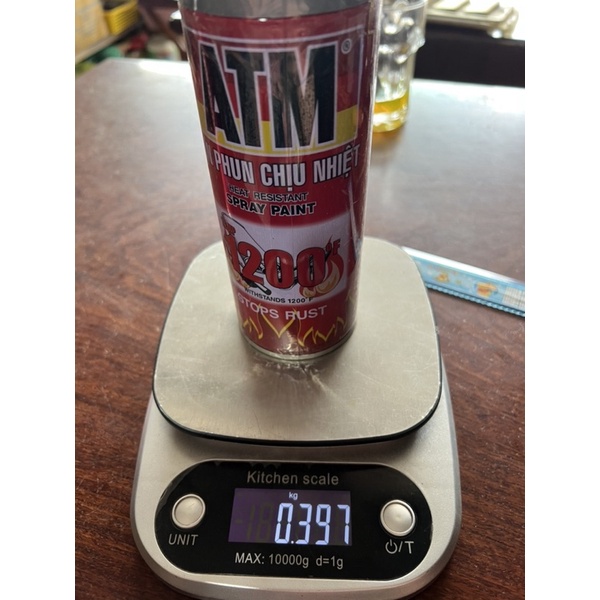 ATM®
PHUN CHỊU NHIỆT
HEAT RESISTANT
SPRAY PAINT
1200°F
WITHSTANDS 1200
STOPS RUST
Kitchen scale
kg
0.397
UNIT
⏻/T
MAX: 10000g d=1g